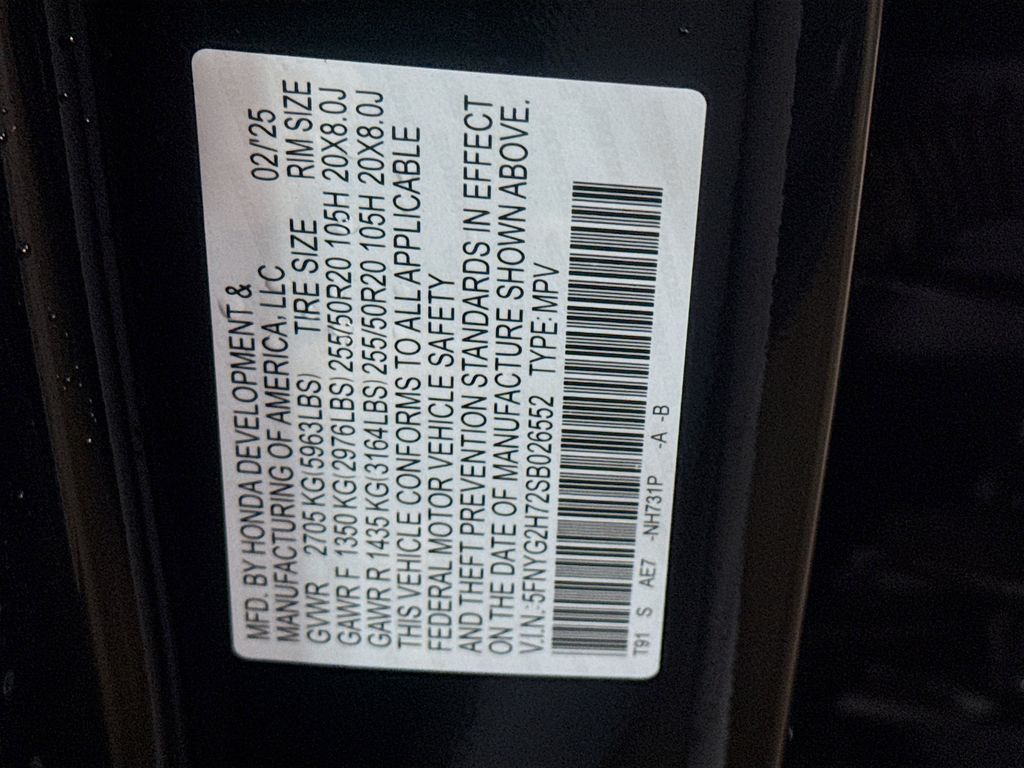 MFD. BY HONDA DEVELOPMENT &
MANUFACTURING OF AMERICA, LLC 02/'25
GVWR 2705 KG(5963LBS) TIRE SIZE RIM SIZE
GAWR F 1350 KG(2976LBS) 255/50R20 105H 20X8.0J
GAWR R 1435 KG(3164LBS) 255/50R20 105H 20X8.0J
THIS VEHICLE CONFORMS TO ALL APPLICABLE
FEDERAL MOTOR VEHICLE SAFETY
AND THEFT PREVENTION STANDARDS IN EFFECT
ON THE DATE OF MANUFACTURE SHOWN ABOVE.
V.I.N.:5FNYG2H72SB026552 TYPE:MPV
T91 S AE7 -NH731P -A -B